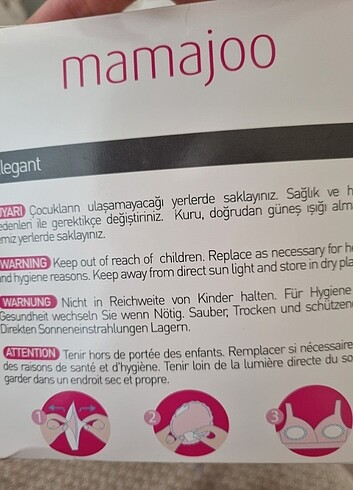 mamajoo
legant
UYARI Çocukların ulaşamayacağı yerlerde saklayınız. Sağlık ve h
edenleri ile gerektikçe değiştiriniz. Kuru, doğrudan güneş ışığı alm
emiz yerlerde saklayınız.
WARNING Keep out of reach of children. Replace as necessary for he
and hygiene reasons. Keep away from direct sun light and store in dry pla
WARNUNG Nicht in Reichweite von Kinder halten. Für Hygiene
Gesundheit wechseln Sie wenn Nötig. Sauber, Trocken und schützen
Direkten Sonneneinstrahlungen Lagern.
ATTENTION Tenir hors de portée des enfants. Remplacer si nécessaire
des raisons de santé et d'hygiène. Tenir loin de la lumière directe du so
garder dans un endroit sec et propre.
1 2 3